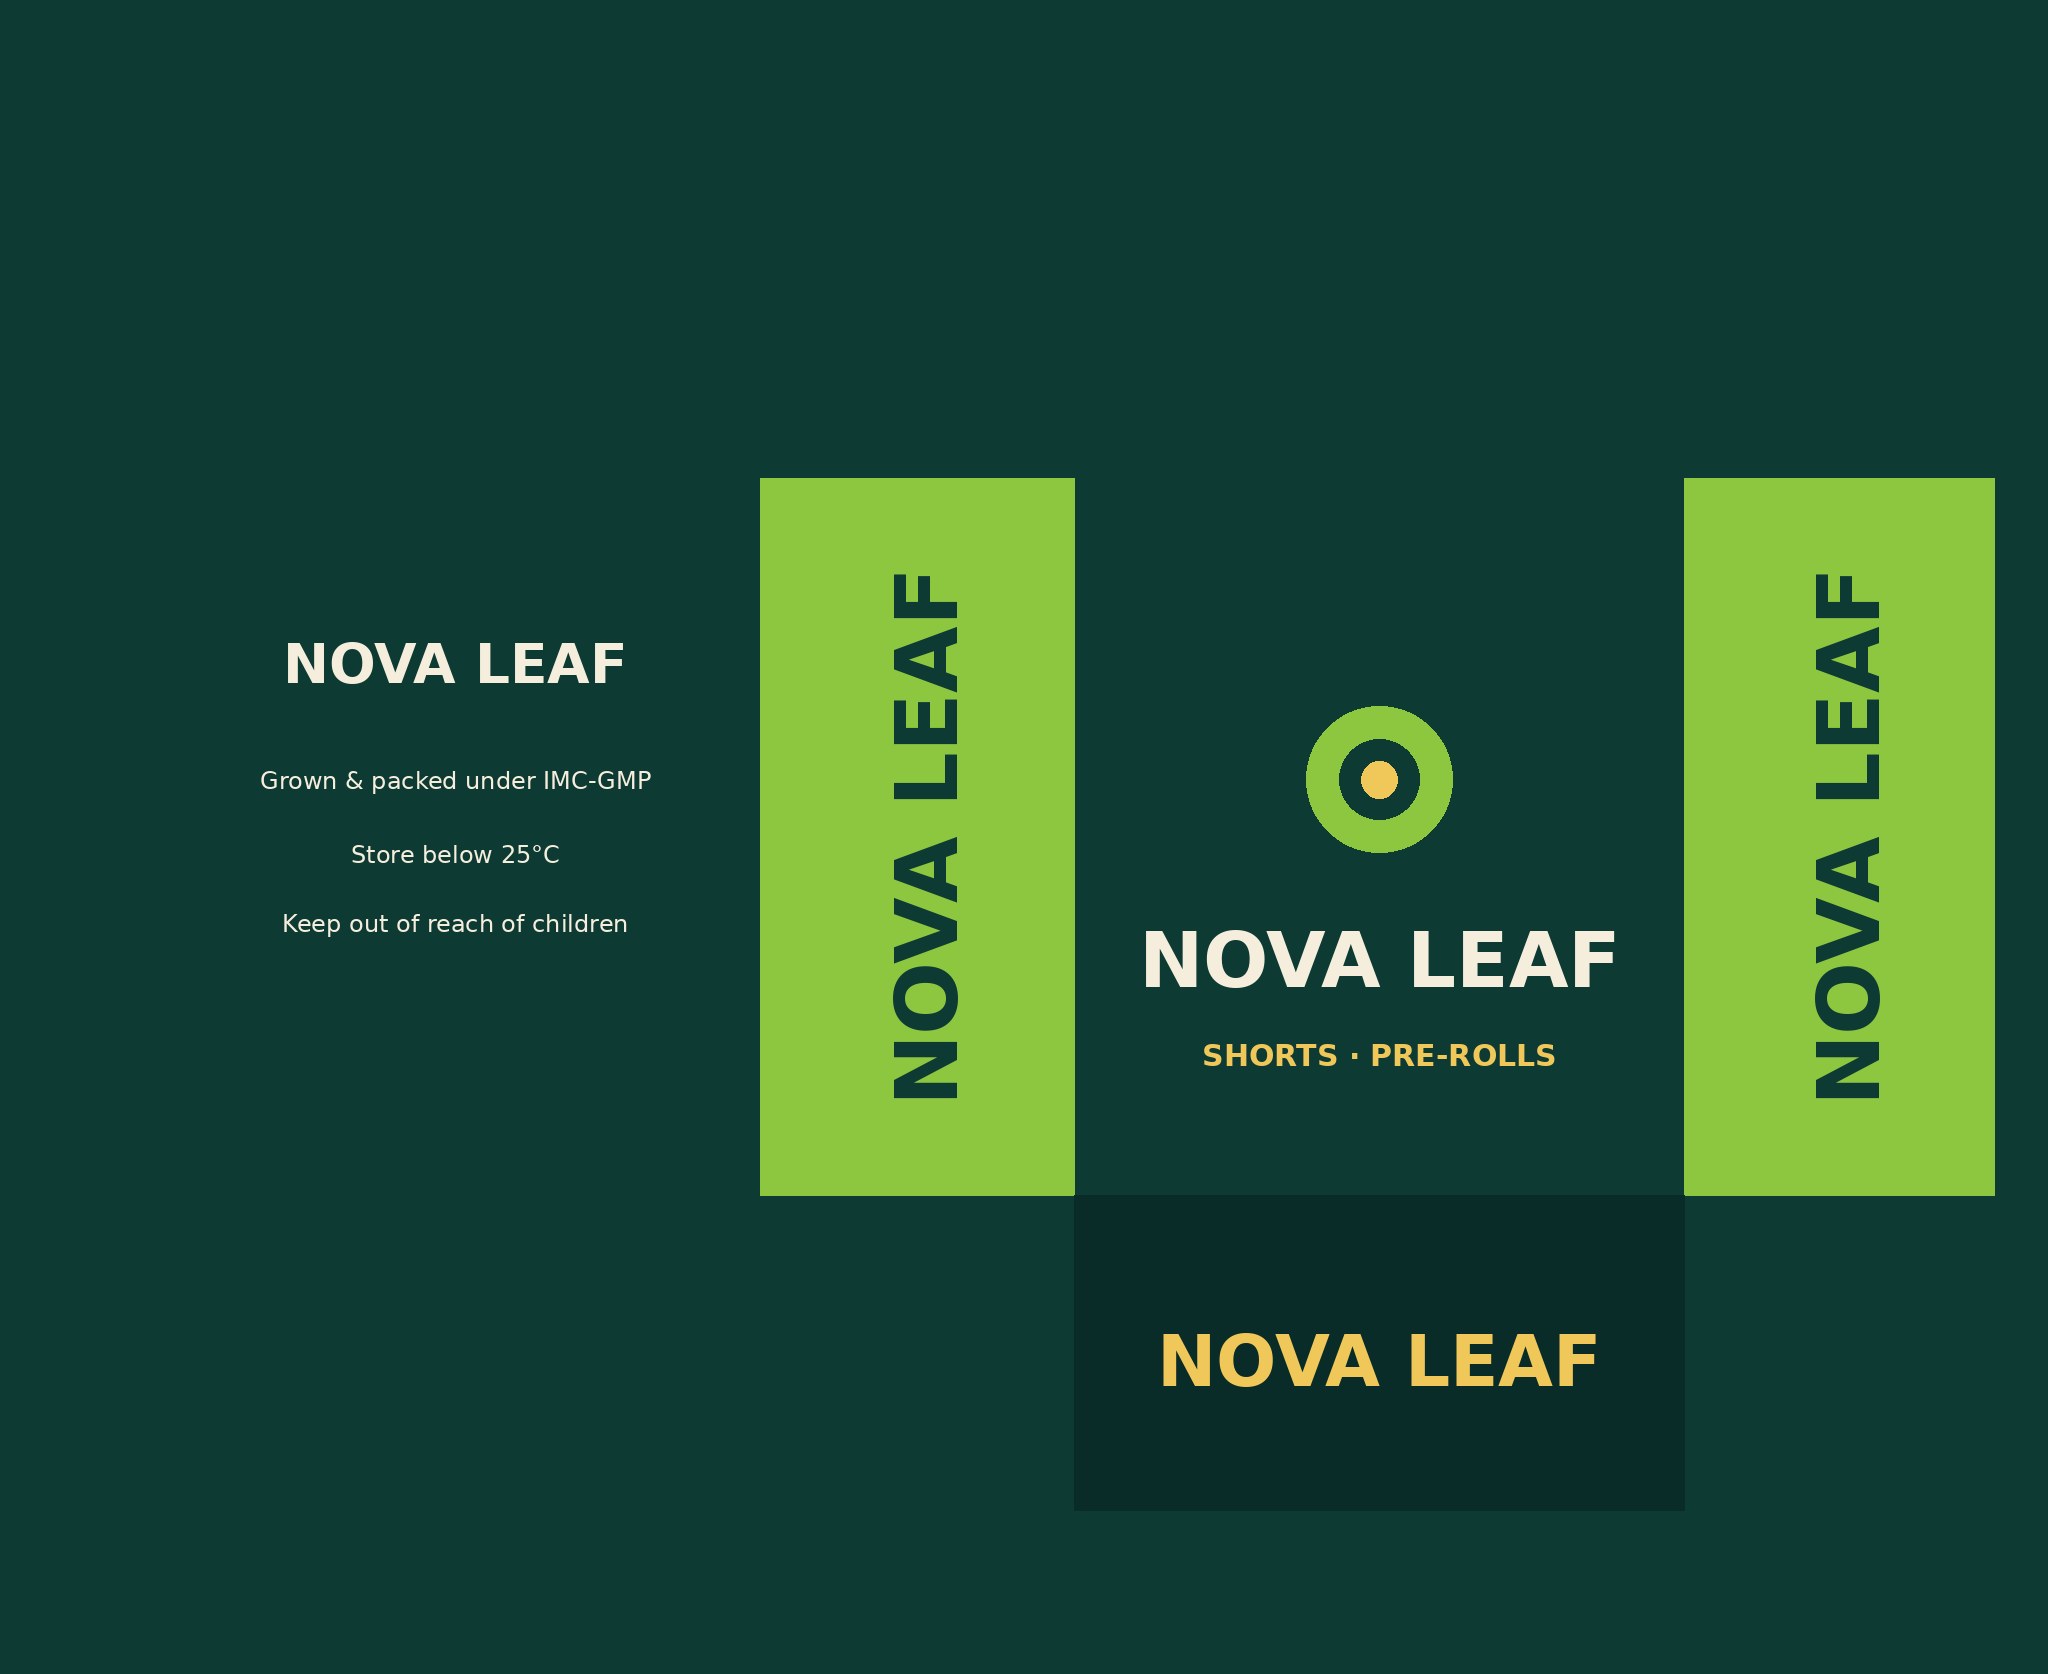 NOVA LEAF
Grown & packed under IMC-GMP
Store below 25°C
Keep out of reach of children
NOVA LEAF
NOVA LEAF
SHORTS · PRE-ROLLS
NOVA LEAF
NOVA LEAF